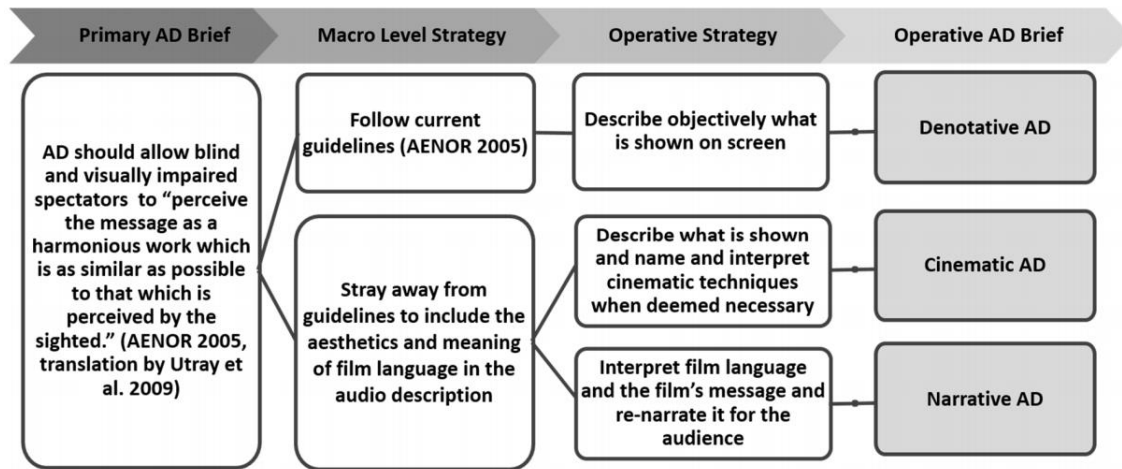 Primary AD Brief
Macro Level Strategy
Operative Strategy
Operative AD Brief
AD should allow blind
and visually impaired
spectators to “perceive
the message as a
harmonious work which
is as similar as possible
to that which is
perceived by the
sighted.” (AENOR 2005,
translation by Utray et
al. 2009)
Follow current
guidelines (AENOR 2005)
Describe objectively what
is shown on screen
Denotative AD
Stray away from
guidelines to include the
aesthetics and meaning
of film language in the
audio description
Describe what is shown
and name and interpret
cinematic techniques
when deemed necessary
Cinematic AD
Interpret film language
and the film’s message and
re-narrate it for the
audience
Narrative AD